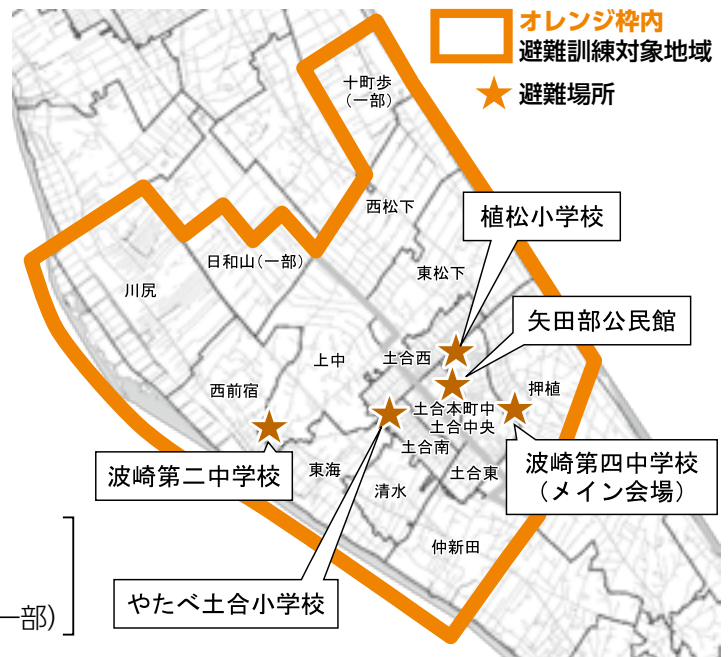 オレンジ枠内
避難訓練対象地域
避難場所
十町歩
(一部)
西松下
植松小学校
東松下
日和山(一部)
川尻
矢田部公民館
上中
土合西
西前宿
押植
土合本町中
土合中央
土合南
波崎第二中学校
東海
土合東
波崎第四中学校
(メイン会場)
清水
仲新田
やたべ土合小学校
一部)